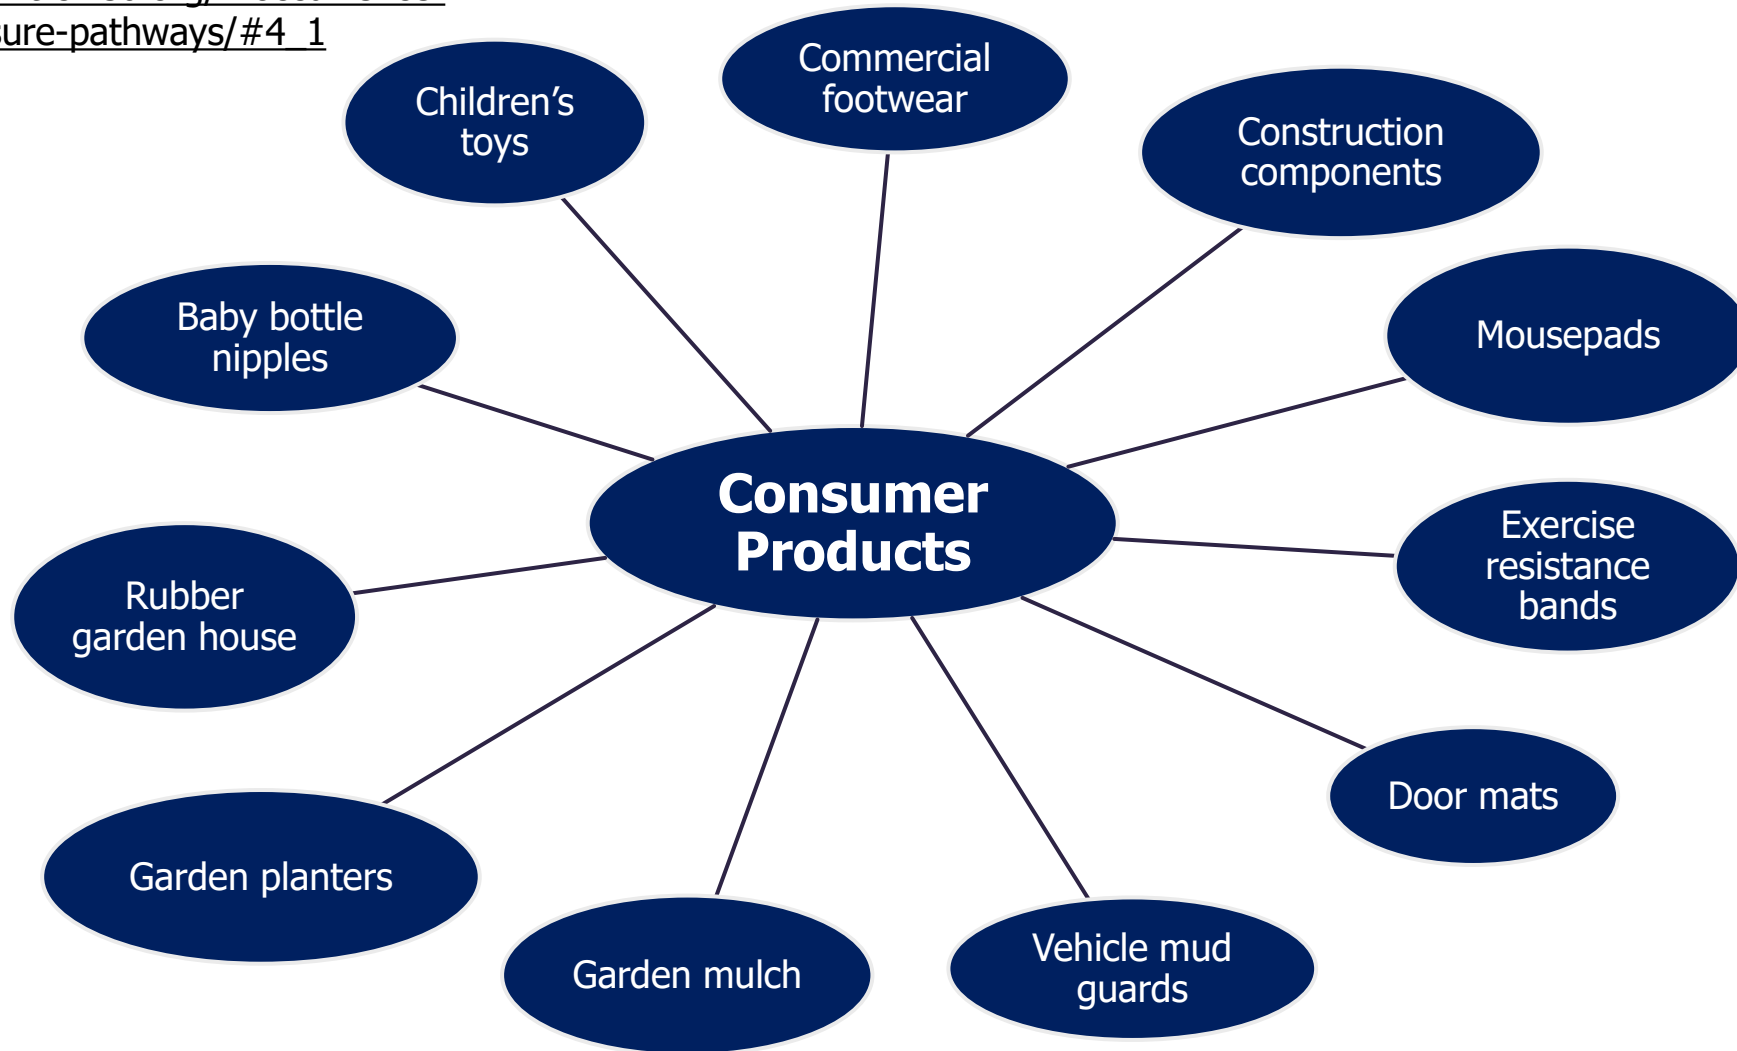 sure-pathways/#4_1
Commercial
footwear
Children’s
toys
Construction
components
Baby bottle
nipples
Mousepads
Consumer
Products
Exercise
resistance
bands
Rubber
garden house
Door mats
Garden planters
Garden mulch
Vehicle mud
guards